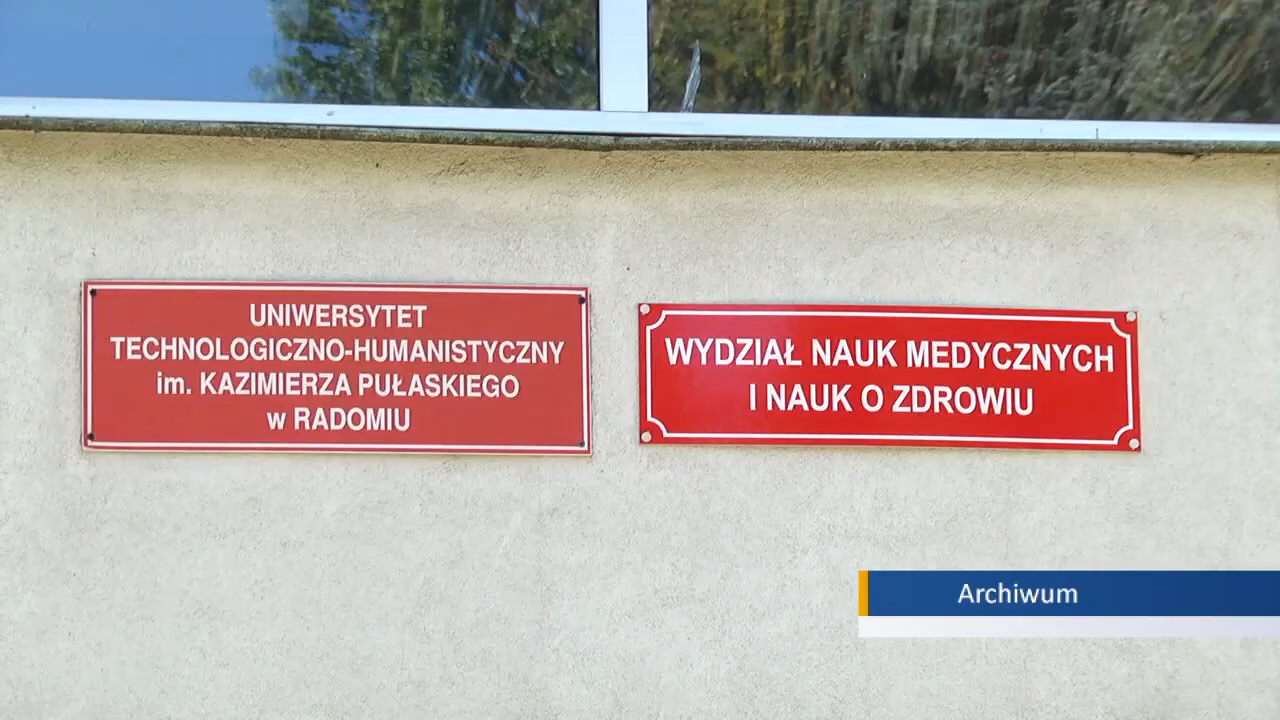 UNIWERSYTET
TECHNOLOGICZNO-HUMANISTYCZNY
im. KAZIMIERZA PUŁASKIEGO
w RADOMIU
WYDZIAŁ NAUK MEDYCZNYCH
I NAUK O ZDROWIU
Archiwum